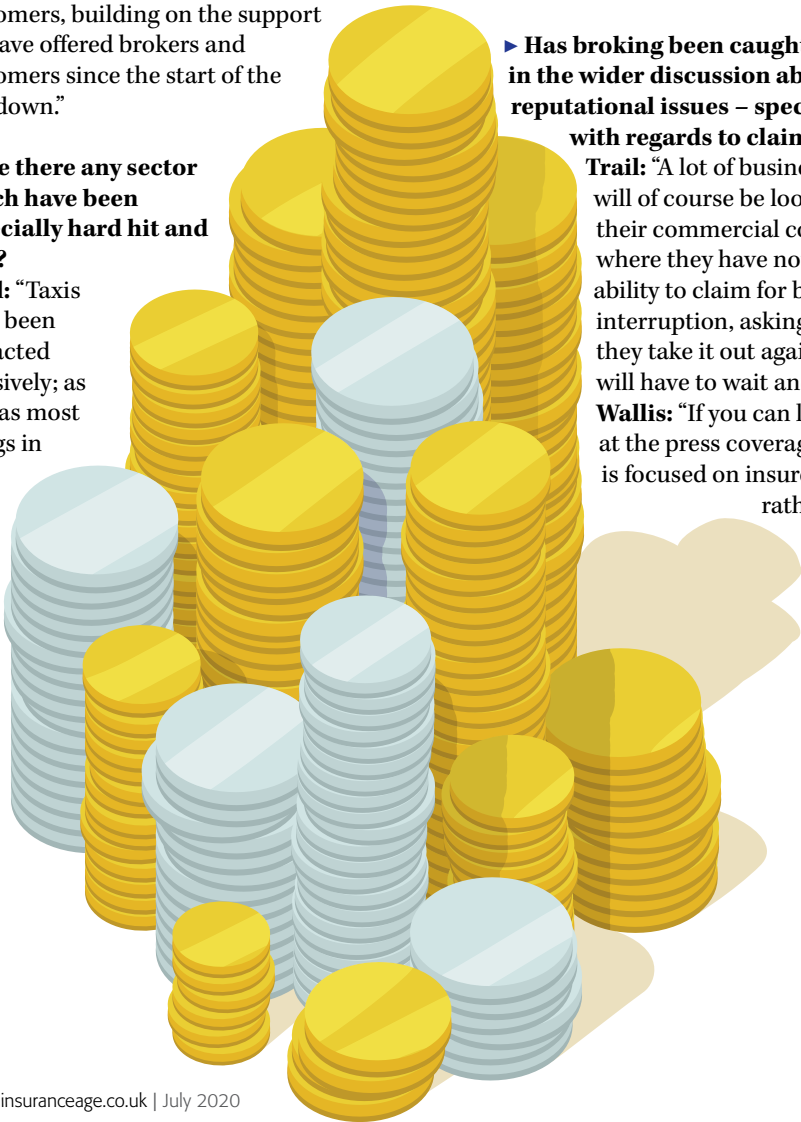 omers, building on the support
ave offered brokers and
omers since the start of the
down.”
e there any sector
ch have been
cially hard hit and
?
l: “Taxis
been
acted
sively; as
as most
gs in
▸ Has broking been caught
in the wider discussion ab
reputational issues – spec
with regards to claim
Trail: “A lot of busine
will of course be loo
their commercial co
where they have no
ability to claim for b
interruption, asking
they take it out agai
will have to wait an
Wallis: “If you can l
at the press coverag
is focused on insure
rath
insuranceage.co.uk | July 2020